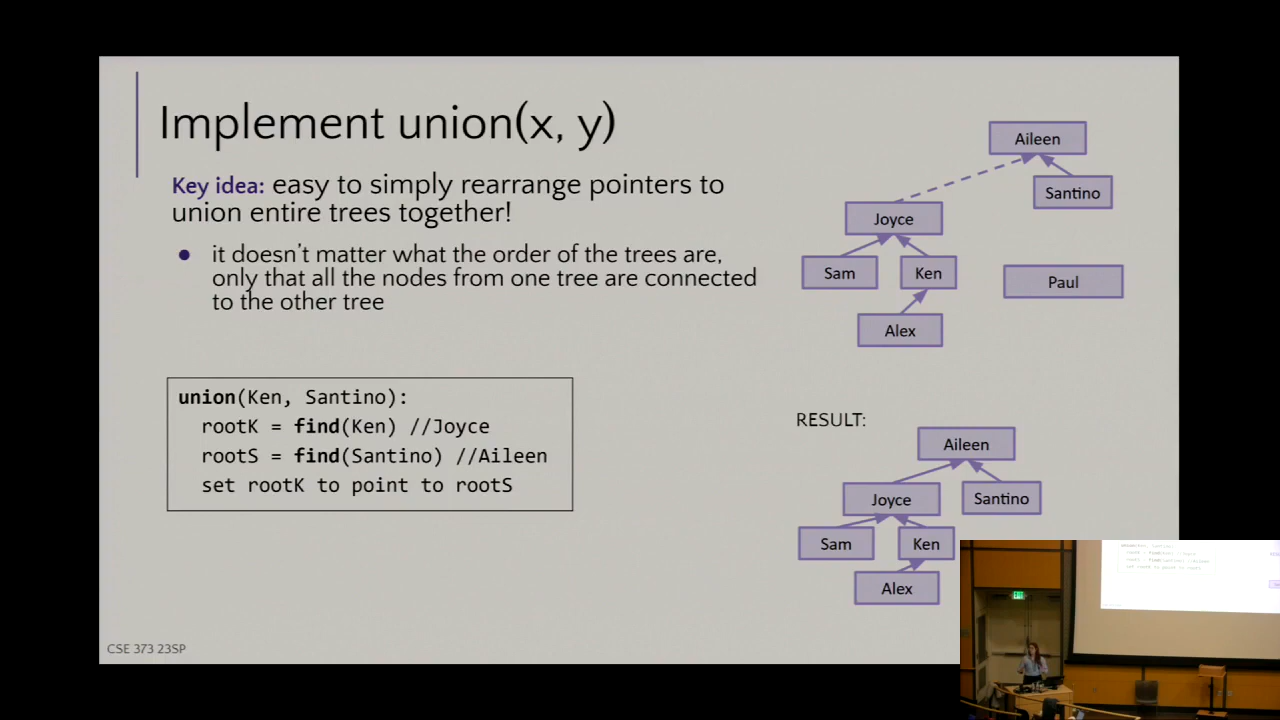 Implement union(x, y)
Key idea: easy to simply rearrange pointers to
union entire trees together!
● it doesn't matter what the order of the trees are,
only that all the nodes from one tree are connected
to the other tree
union(Ken, Santino):
rootK = find(Ken) //Joyce
rootS = find(Santino) //Aileen
set rootK to point to rootS
Aileen
Santino
Joyce
Sam
Ken
Paul
Alex
RESULT:
Aileen
Joyce
Santino
Sam
Ken
Alex
CSE 373 23SP